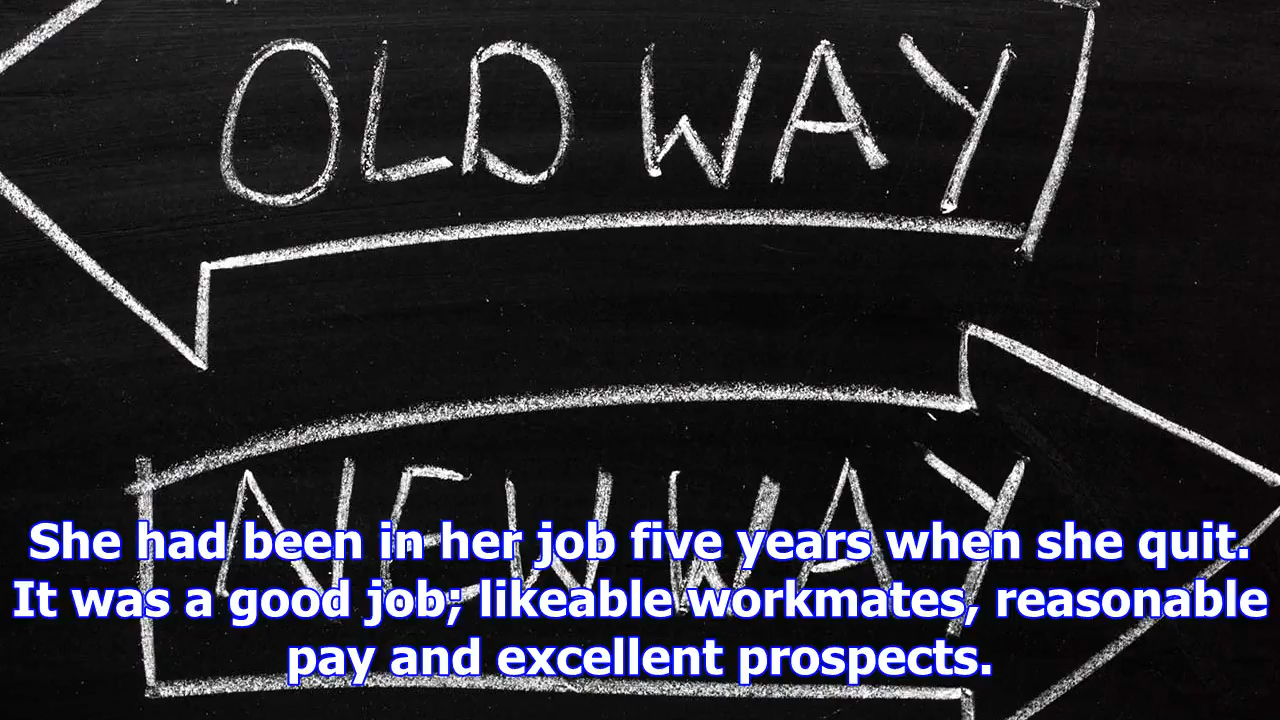 OLD WAY
NEW WAY
She had been in her job five years when she quit.
It was a good job; likeable workmates, reasonable
pay and excellent prospects.